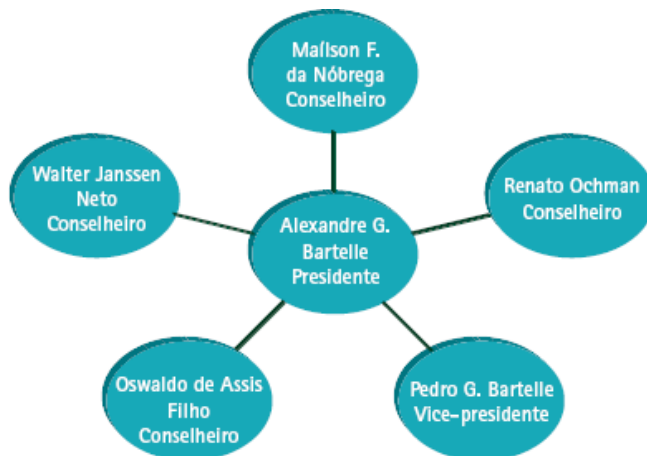 Maílson F.
da Nóbrega
Conselheiro
Walter Janssen
Neto
Conselheiro
Renato Ochman
Conselheiro
Alexandre G.
Bartelle
Presidente
Oswaldo de Assis
Filho
Conselheiro
Pedro G. Bartelle
Vice-presidente